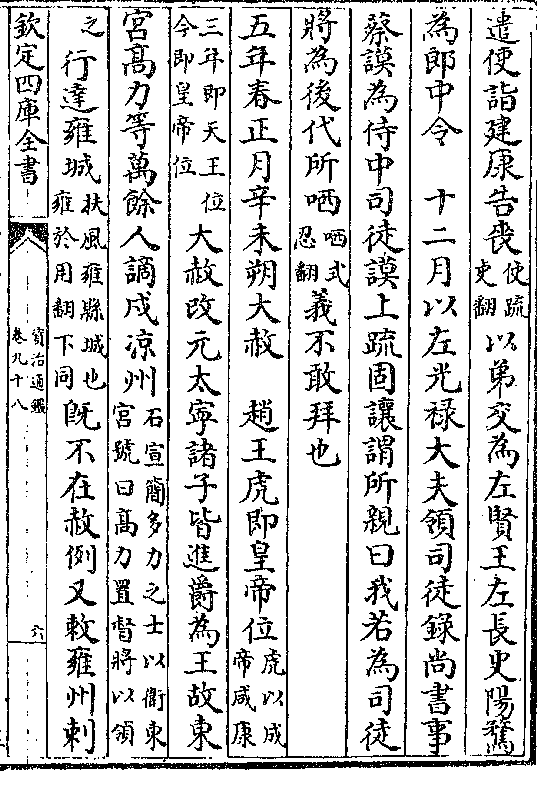 遣使詣建康告喪使疏吏翻以弟交為左賢王左長史陽騖
為郎中令　十二月以左光禄大夫領司徒錄尚書事
蔡謨為侍中司徒謨上疏固讓謂所親曰我若為司徒
將為後代所哂哂式忍翻義不敢拜也
五年春正月辛未朔大赦　趙王虎即皇帝位虎以成帝咸康
三年即天王位今即皇帝位大赦改元太寧諸子皆進爵為王故東
宮髙力等萬餘人謫戍涼州石宣簡多力之士以衞東宮號曰髙力置督將以領
之行達雍城扶風雍縣城也雍於用翻下同既不在赦例又敕雍州刺
欽定四庫全書
資治通鑑
卷九十八
六